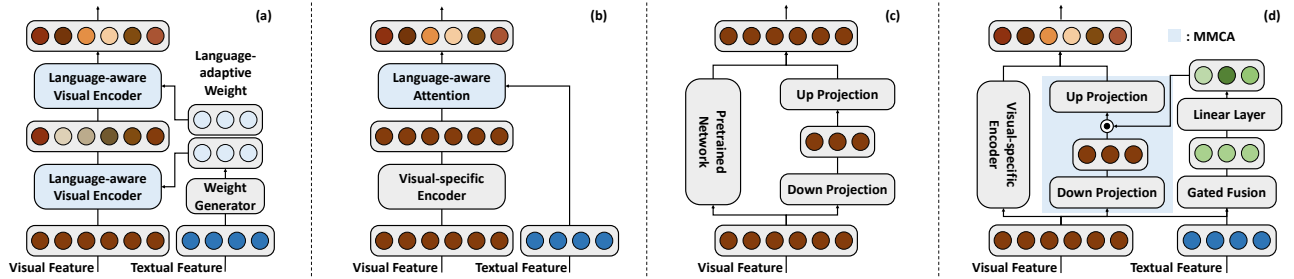 (a)
Language-
adaptive
Weight
Language-aware
Visual Encoder
Language-aware
Visual Encoder
Weight
Generator
Visual Feature
Textual Feature
(b)
Language-aware
Attention
Visual-specific
Encoder
Visual Feature
Textual Feature
(c)
Pretrained
Network
Up Projection
Down Projection
Visual Feature
(d)
: MMCA
Visual-specific
Encoder
Up Projection
Linear Layer
Down Projection
Gated Fusion
Visual Feature
Textual Feature